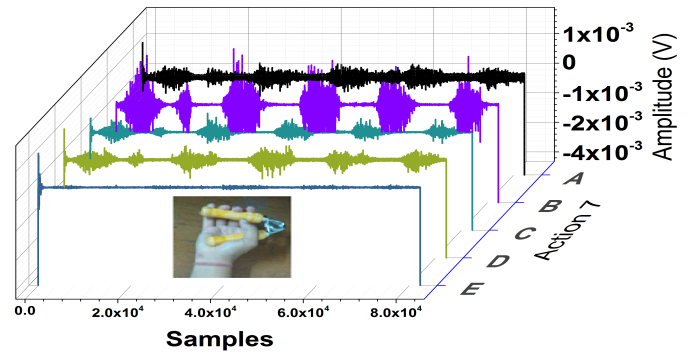 1x10⁻³
0
-1x10⁻³
-2x10⁻³
-4x10⁻³
Amplitude (V)
A
B
C
D
E
Action 7
0.0
2.0x10⁴
4.0x10⁴
6.0x10⁴
8.0x10⁴
Samples